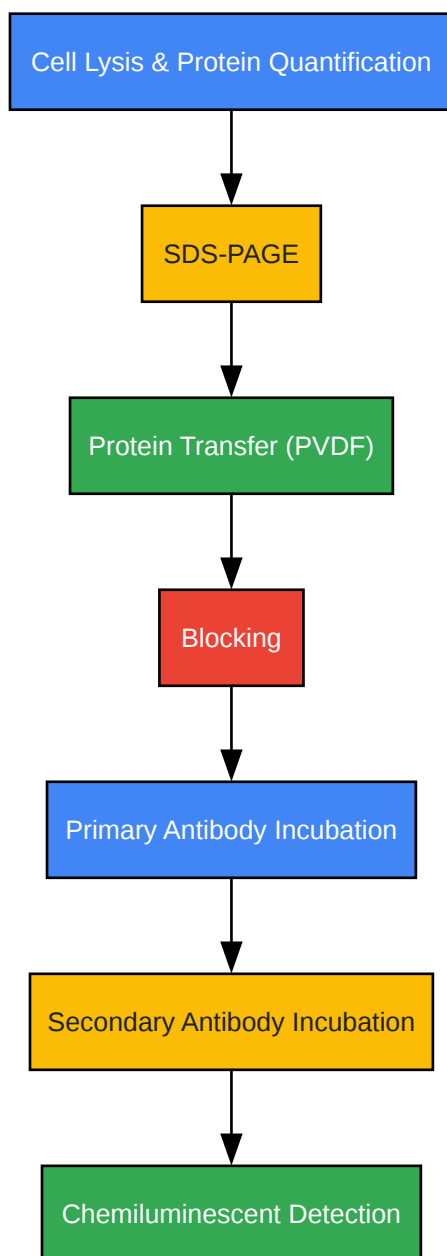 Cell Lysis & Protein Quantification
SDS-PAGE
Protein Transfer (PVDF)
Blocking
Primary Antibody Incubation
Secondary Antibody Incubation
Chemiluminescent Detection